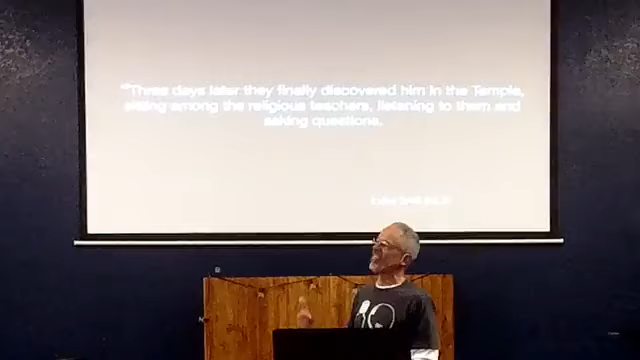 “Three days later they finally discovered him in the Temple,
sitting among the religious teachers, listening to them and
asking questions.
Luke